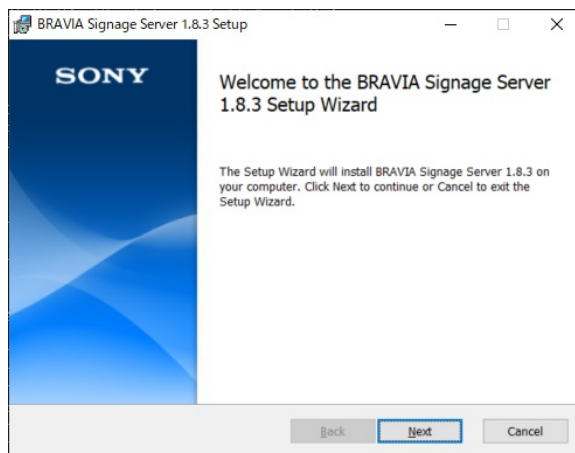 BRAVIA Signage Server 1.8.3 Setup
SONY
Welcome to the BRAVIA Signage Server
1.8.3 Setup Wizard
The Setup Wizard will install BRAVIA Signage Server 1.8.3 on
your computer. Click Next to continue or Cancel to exit the
Setup Wizard.
Back Next Cancel